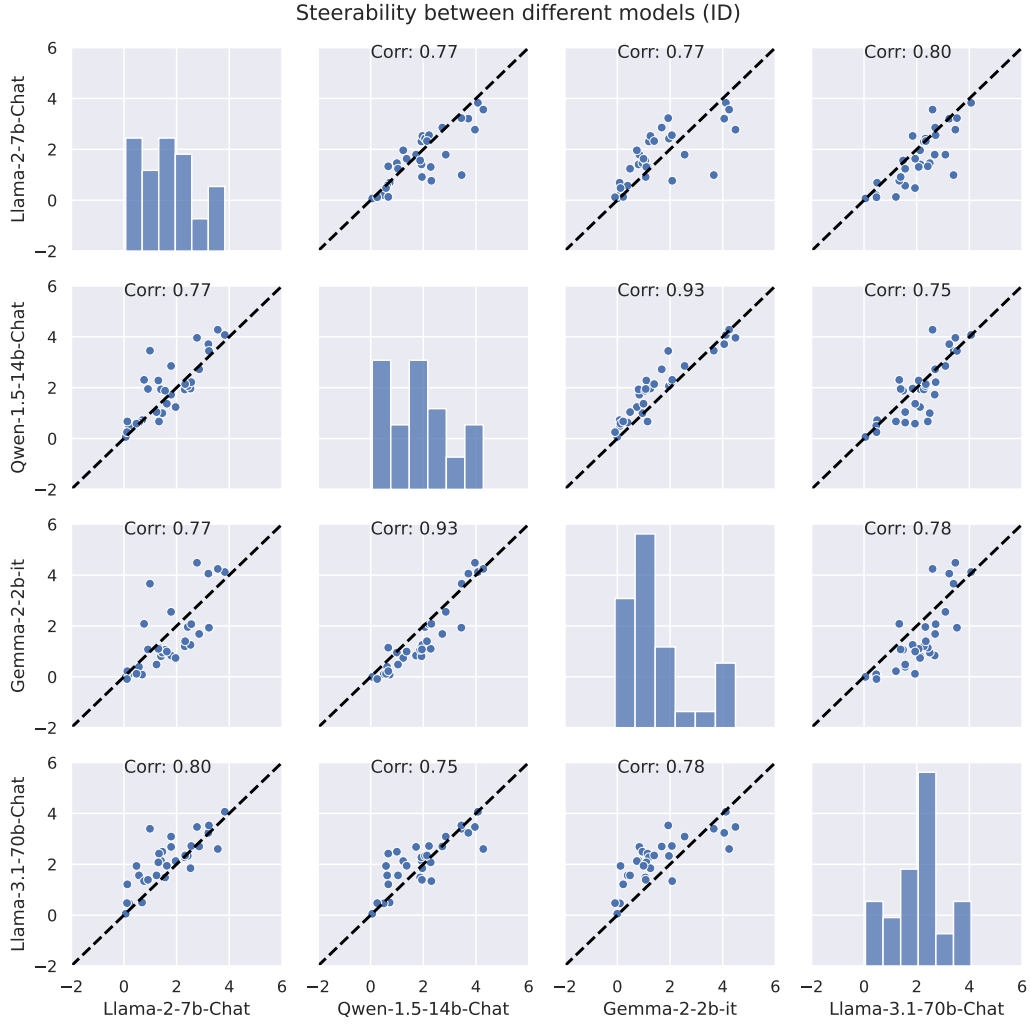 Steerability between different models (ID)
Llama-2-7b-Chat
6
4
2
0
−2
Corr: 0.77
Corr: 0.77
Corr: 0.80
Qwen-1.5-14b-Chat
6
4
2
0
−2
Corr: 0.77
Corr: 0.93
Corr: 0.75
Gemma-2-2b-it
6
4
2
0
−2
Corr: 0.77
Corr: 0.93
Corr: 0.78
Llama-3.1-70b-Chat
6
4
2
0
−2
Corr: 0.80
Corr: 0.75
Corr: 0.78
−2 0 2 4 6
−2 0 2 4 6
−2 0 2 4 6
−2 0 2 4 6
Llama-2-7b-Chat
Qwen-1.5-14b-Chat
Gemma-2-2b-it
Llama-3.1-70b-Chat